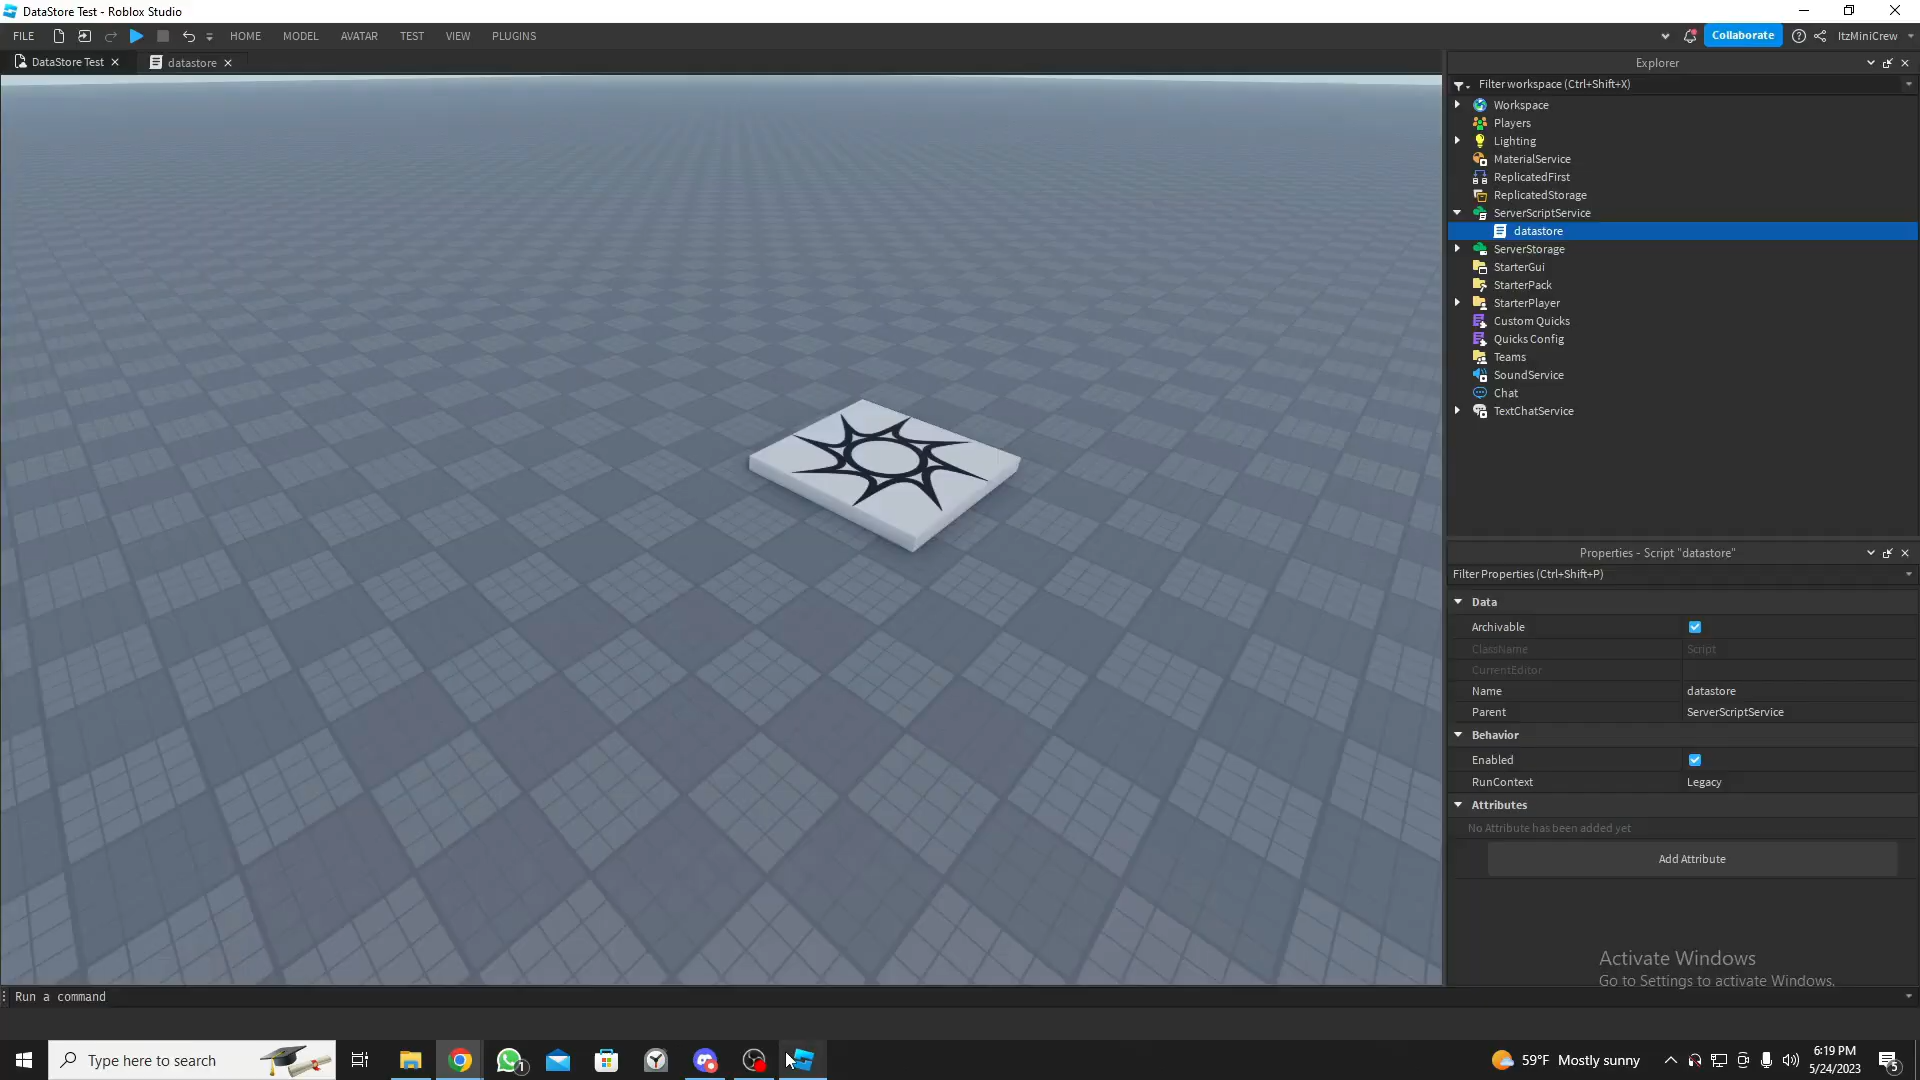 DataStore Test - Roblox Studio
FILE HOME MODEL AVATAR TEST VIEW PLUGINS Collaborate ItzMiniCrew
DataStore Test datastore
Explorer
Filter workspace (Ctrl+Shift+X)
Workspace
Players
Lighting
MaterialService
ReplicatedFirst
ReplicatedStorage
ServerScriptService
datastore
ServerStorage
StarterGui
StarterPack
StarterPlayer
Custom Quicks
Quicks Config
Teams
SoundService
Chat
TextChatService
Properties - Script "datastore"
Filter Properties (Ctrl+Shift+P)
Data
Archivable
ClassName Script
CurrentEditor
Name datastore
Parent ServerScriptService
Behavior
Enabled
RunContext Legacy
Attributes
No Attribute has been added yet
Add Attribute
Activate Windows
Go to Settings to activate Windows.
Run a command
Type here to search
1
59°F Mostly sunny
6:19 PM
5/24/2023
5